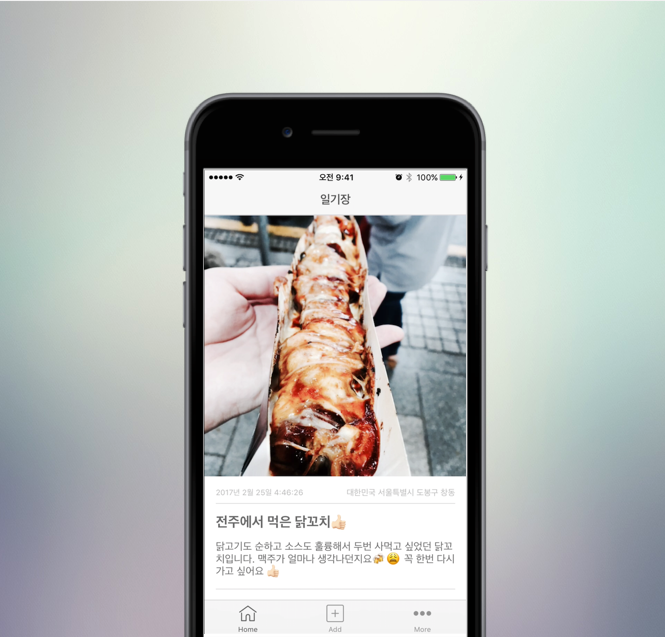 오전 9:41 100%
일기장
2017년 2월 25일 4:46:26 대한민국 서울특별시 도봉구 창동
전주에서 먹은 닭꼬치👍🏻
닭고기도 순하고 소스도 훌륭해서 두번 사먹고 싶었던 닭꼬
치입니다. 맥주가 얼마나 생각나던지요🍻 😩 꼭 한번 다시
가고 싶어요 👍🏻
Home Add More